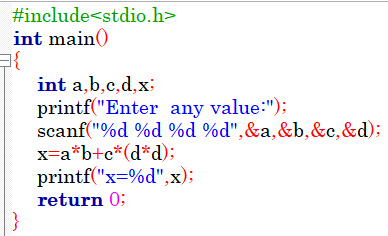 #include<stdio.h>
int main()
{
int a,b,c,d,x;
printf("Enter  any value:");
scanf("%d %d %d %d",&a,&b,&c,&d);
x=a*b+c*(d*d);
printf("x=%d",x);
return 0;
}